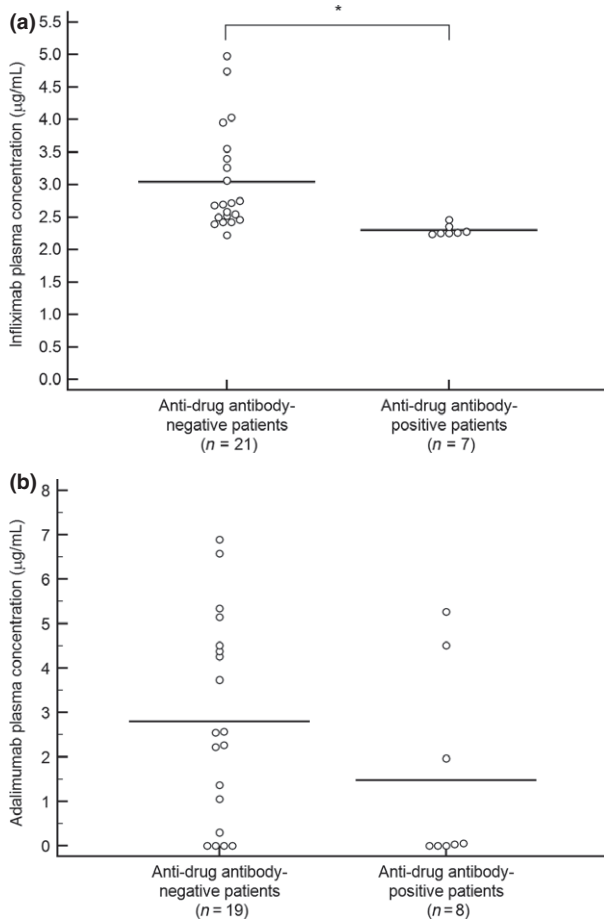 (a)
*
Infliximab plasma concentration (µg/mL)
5.5
5.0
4.5
4.0
3.5
3.0
2.5
2.0
1.5
1.0
0.5
0.0
Anti-drug antibody-
negative patients
(n = 21)
Anti-drug antibody-
positive patients
(n = 7)
(b)
Adalimumab plasma concentration (µg/mL)
8
7
6
5
4
3
2
1
0
Anti-drug antibody-
negative patients
(n = 19)
Anti-drug antibody-
positive patients
(n = 8)